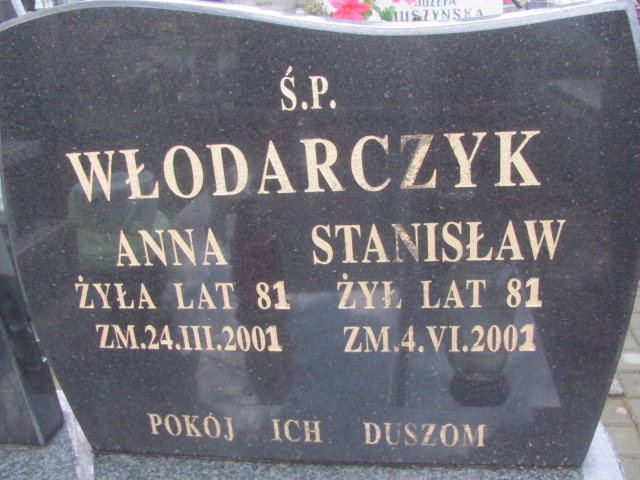 JÓZEFA
Ś.P.
WŁODARCZYK
ANNA STANISŁAW
ŻYŁA LAT 81 ŻYŁ LAT 81
ZM.24.III.2001 ZM.4.VI.2001
POKÓJ ICH DUSZOM